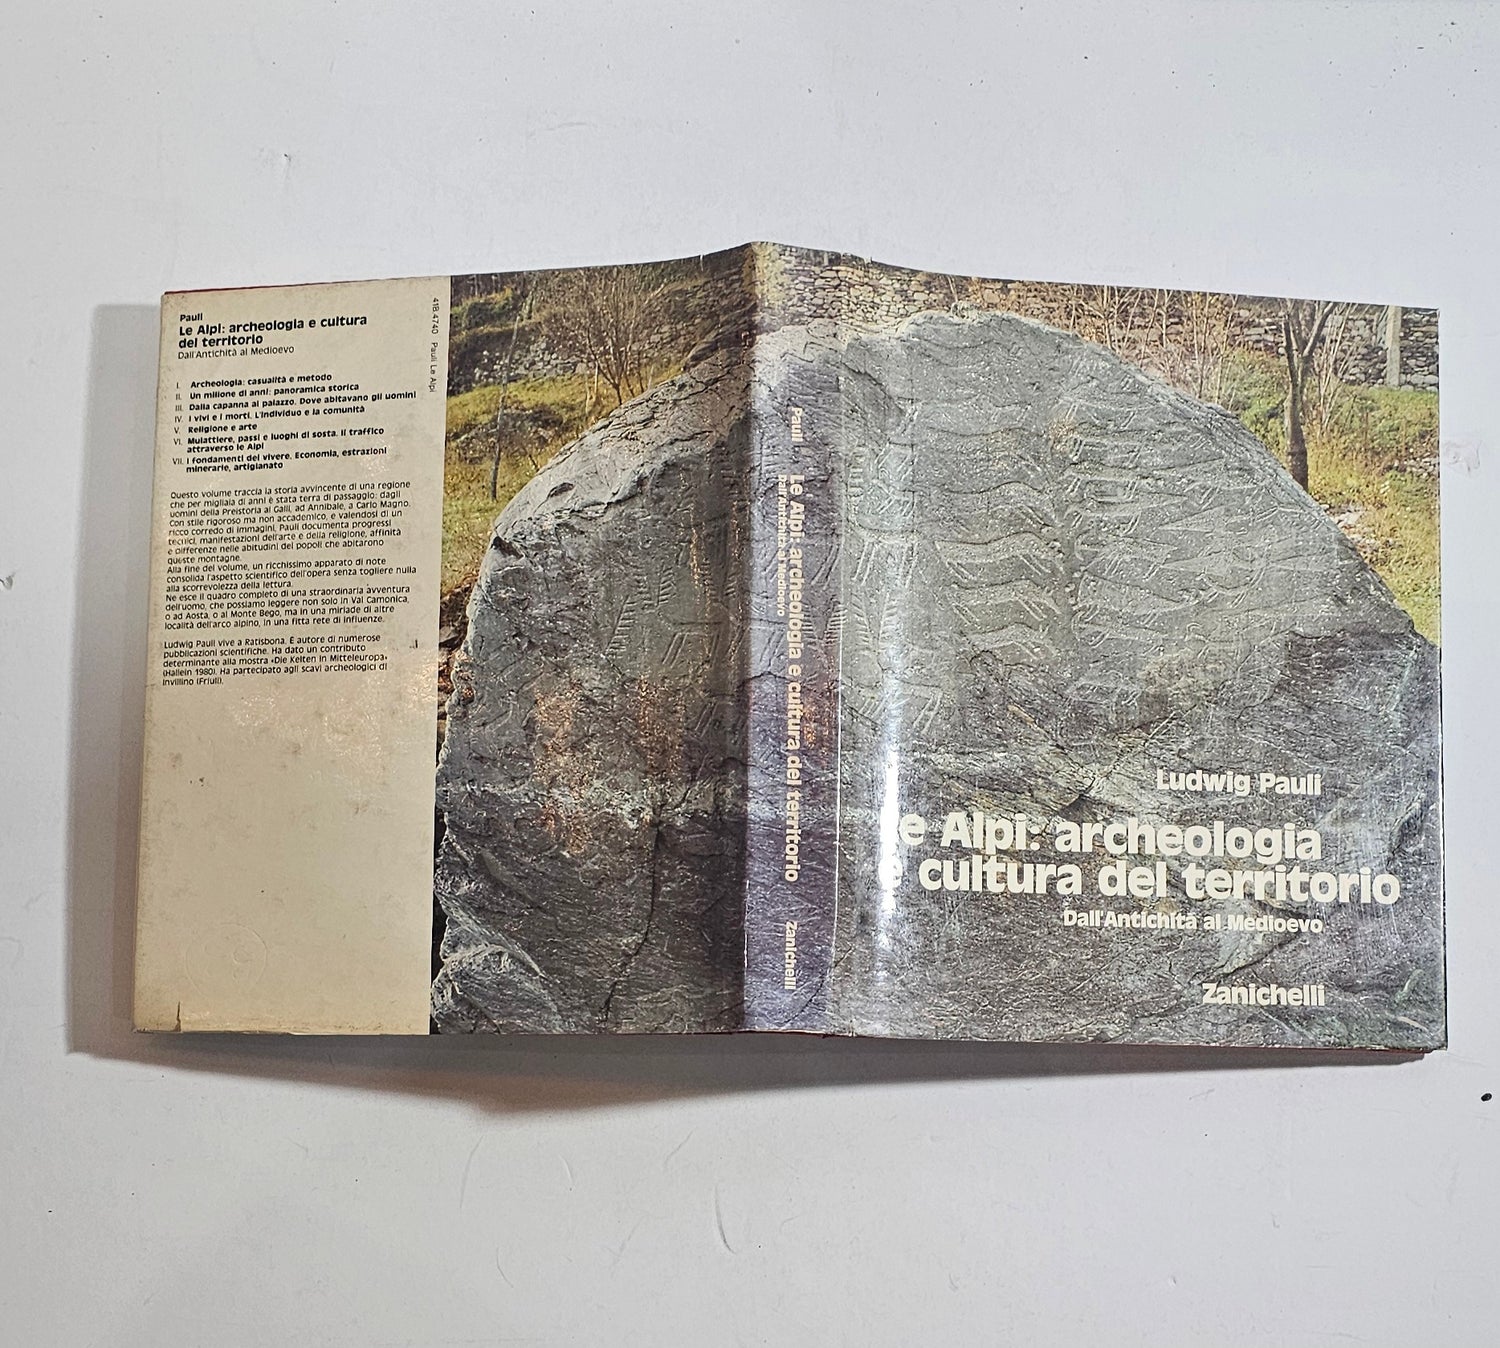 Pauli
Le Alpi: archeologia e cultura
del territorio
Dall'Antichità al Medioevo
I. Archeologia: casualità e metodo
II. Un milione di anni: panoramica storica
III. Dalla capanna al palazzo. Dove abitavano gli uomini
IV. I vivi e i morti. L'individuo e la comunità
V. Religione e arte
VI. Mulattiere, passi e luoghi di sosta. Il traffico
attraverso le Alpi
VII. I fondamenti del vivere. Economia, estrazioni
minerarie, artigianato
Questo volume traccia la storia avvincente di una regione
che per migliaia di anni è stata terra di passaggio: dagli
uomini della Preistoria ai Galli, ad Annibale, a Carlo Magno.
Con stile rigoroso ma non accademico, e valendosi di un
ricco corredo di immagini, Pauli documenta progressi
tecnici, manifestazioni dell'arte e della religione, affinità
e differenze nelle abitudini dei popoli che abitarono
queste montagne.
Alla fine del volume, un ricchissimo apparato di note
consolida l'aspetto scientifico dell'opera senza togliere nulla
alla scorrevolezza della lettura.
Ne esce il quadro completo di una straordinaria avventura
dell'uomo, che possiamo leggere non solo in Val Camonica,
o ad Aosta, o al Monte Bego, ma in una miriade di altre
località dell'arco alpino, in una fitta rete di influenze.
Ludwig Pauli vive a Ratisbona. È autore di numerose
pubblicazioni scientifiche. Ha dato un contributo
determinante alla mostra «Die Kelten in Mitteleuropa»
(Hallein 1980). Ha partecipato agli scavi archeologici di
Invillino (Friuli).
41B.4740 Pauli Le Alpi
Pauli
Le Alpi: archeologia e cultura del territorio
Dall'Antichità al Medioevo
Zanichelli
Ludwig Pauli
Le Alpi: archeologia
e cultura del territorio
Dall'Antichità al Medioevo
Zanichelli